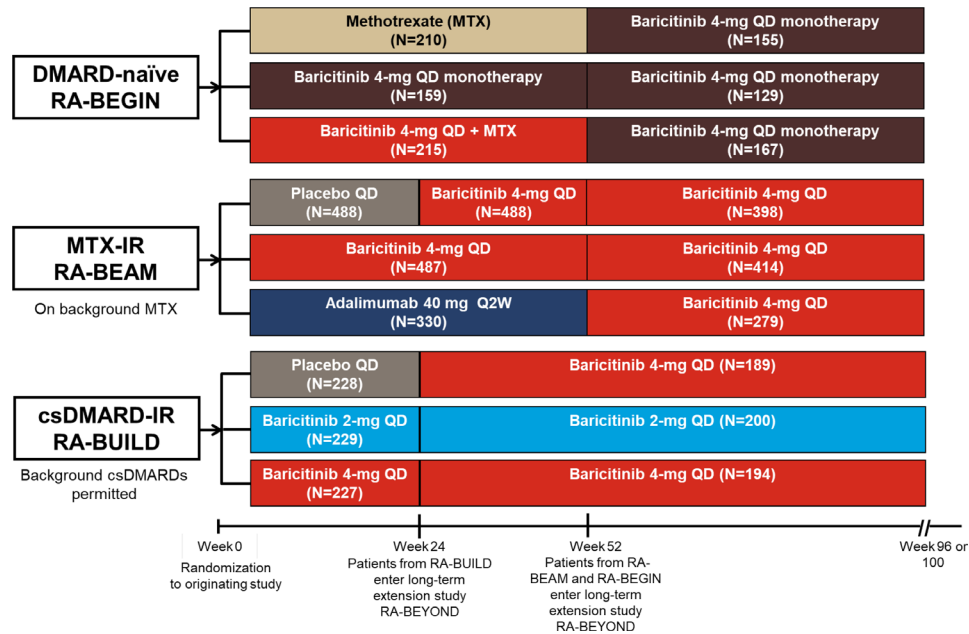 DMARD-naïve
RA-BEGIN
Methotrexate (MTX)
(N=210)
Baricitinib 4-mg QD monotherapy
(N=155)
Baricitinib 4-mg QD monotherapy
(N=159)
Baricitinib 4-mg QD monotherapy
(N=129)
Baricitinib 4-mg QD + MTX
(N=215)
Baricitinib 4-mg QD monotherapy
(N=167)
MTX-IR
RA-BEAM
On background MTX
Placebo QD
(N=488)
Baricitinib 4-mg QD
(N=488)
Baricitinib 4-mg QD
(N=398)
Baricitinib 4-mg QD
(N=487)
Baricitinib 4-mg QD
(N=414)
Adalimumab 40 mg Q2W
(N=330)
Baricitinib 4-mg QD
(N=279)
csDMARD-IR
RA-BUILD
Background csDMARDs
permitted
Placebo QD
(N=228)
Baricitinib 4-mg QD (N=189)
Baricitinib 2-mg QD
(N=229)
Baricitinib 2-mg QD (N=200)
Baricitinib 4-mg QD
(N=227)
Baricitinib 4-mg QD (N=194)
Week 0
Randomization
to originating study
Week 24
Patients from RA-BUILD
enter long-term
extension study
RA-BEYOND
Week 52
Patients from RA-
BEAM and RA-BEGIN
enter long-term
extension study
RA-BEYOND
Week 96 or
100